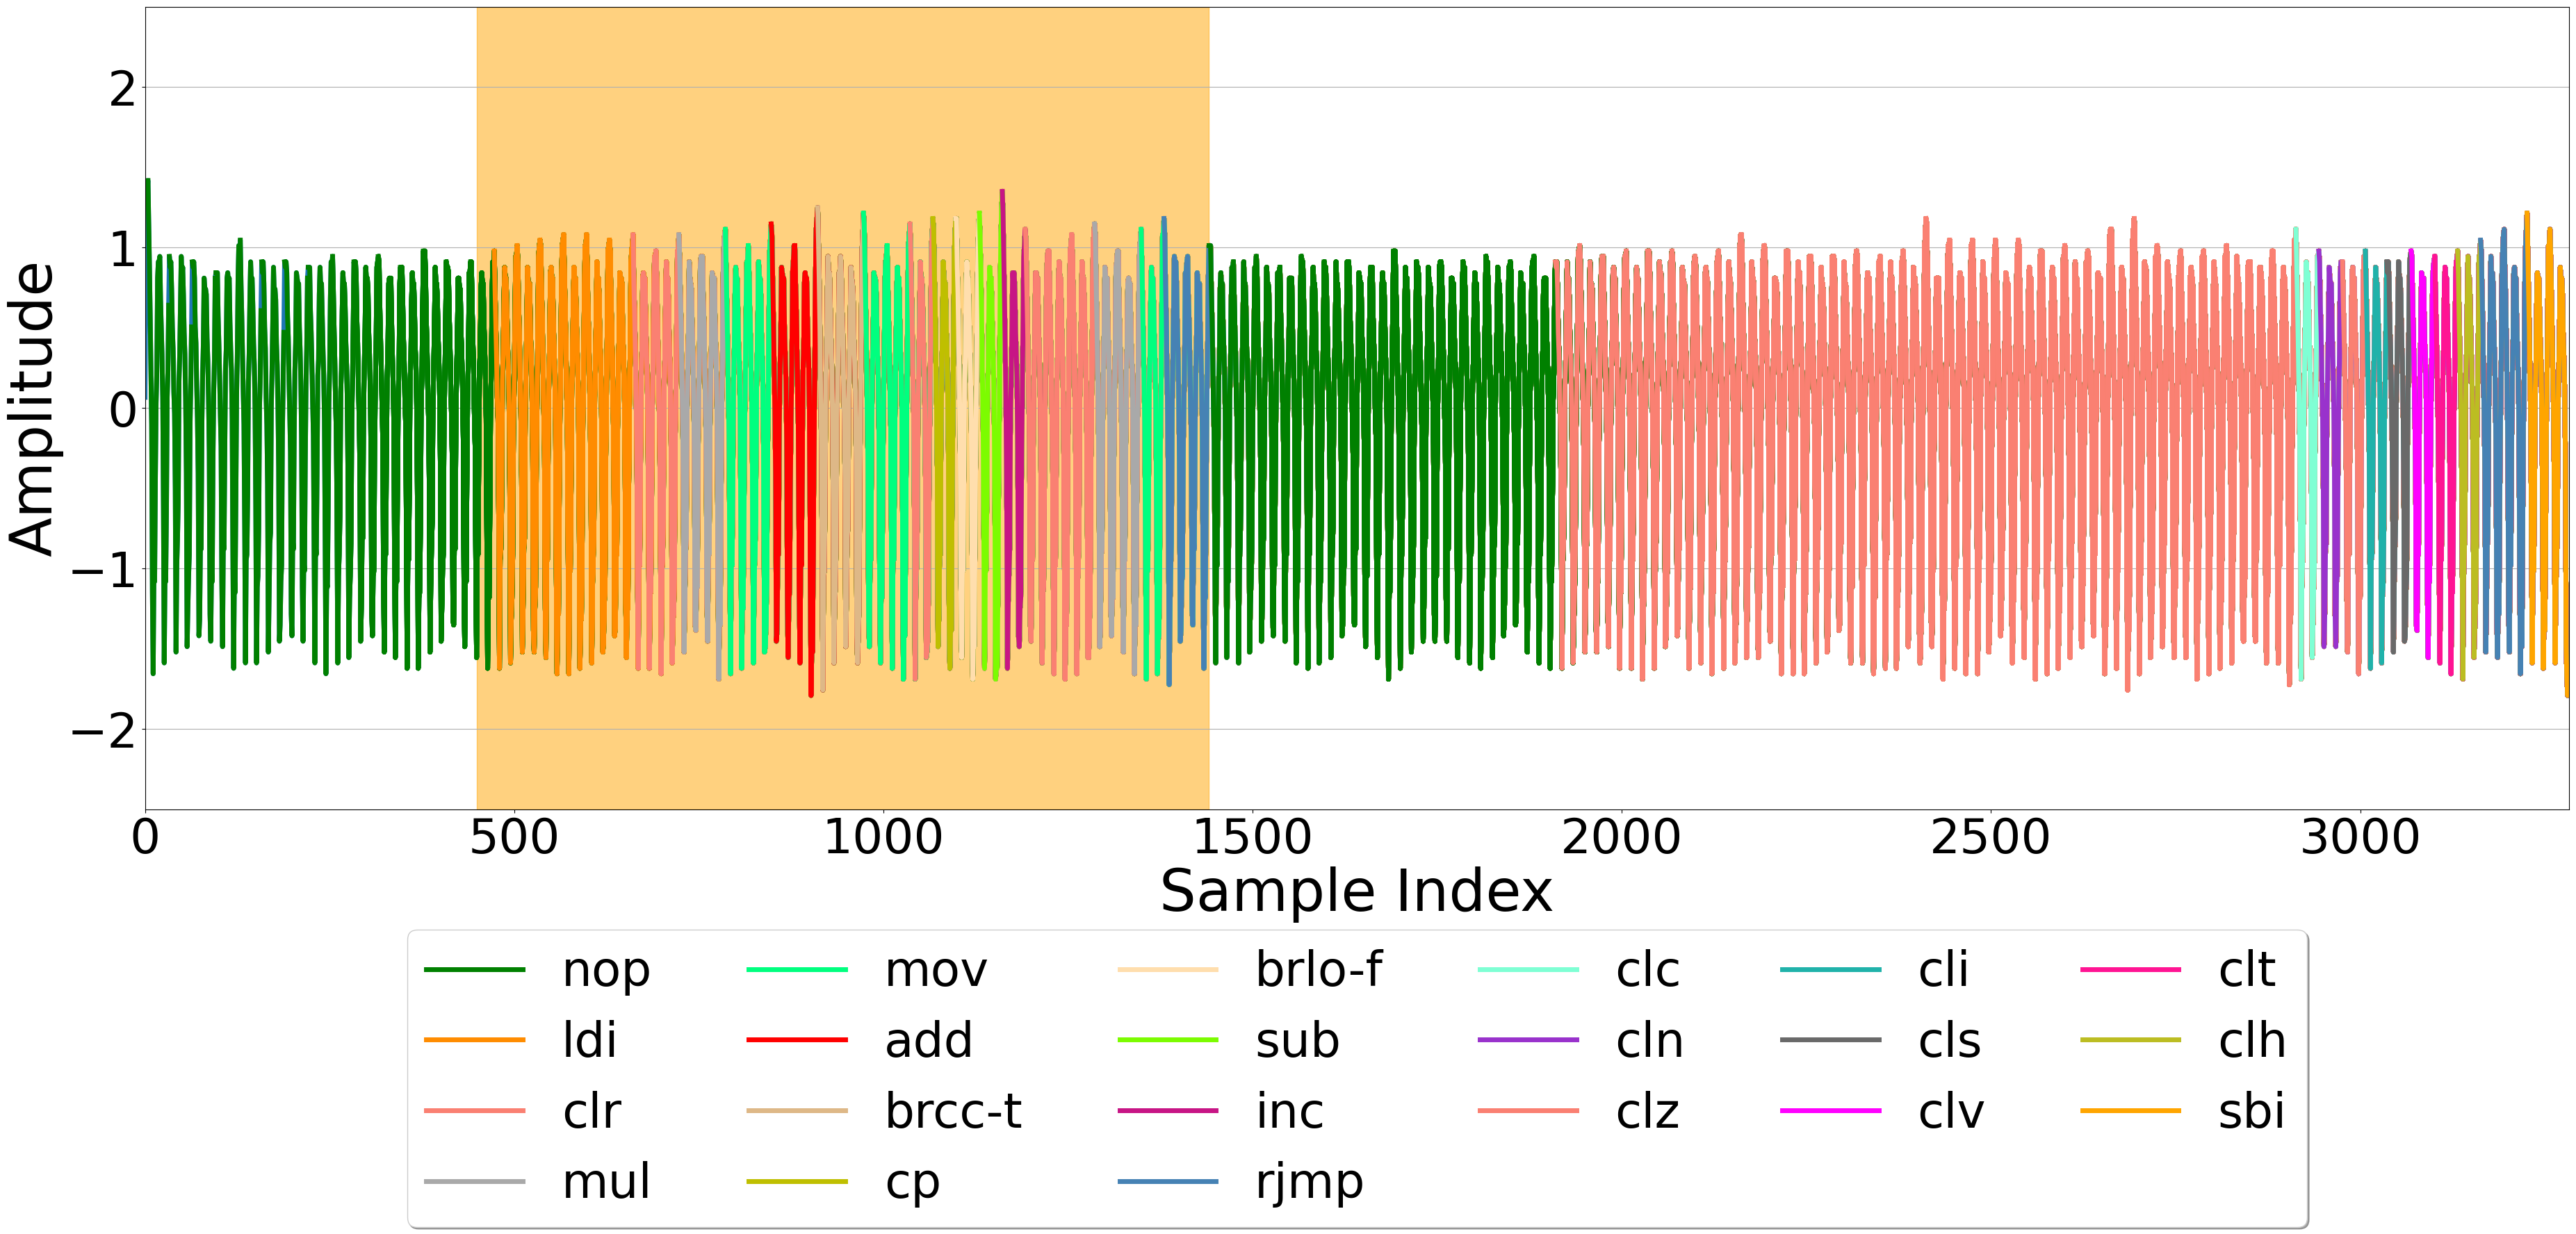 2
1
0
−1
−2
Amplitude
0 500 1000 1500 2000 2500 3000
Sample Index
nop mov brlo-f clc cli clt
ldi add sub cln cls clh
clr brcc-t inc clz clv sbi
mul cp rjmp